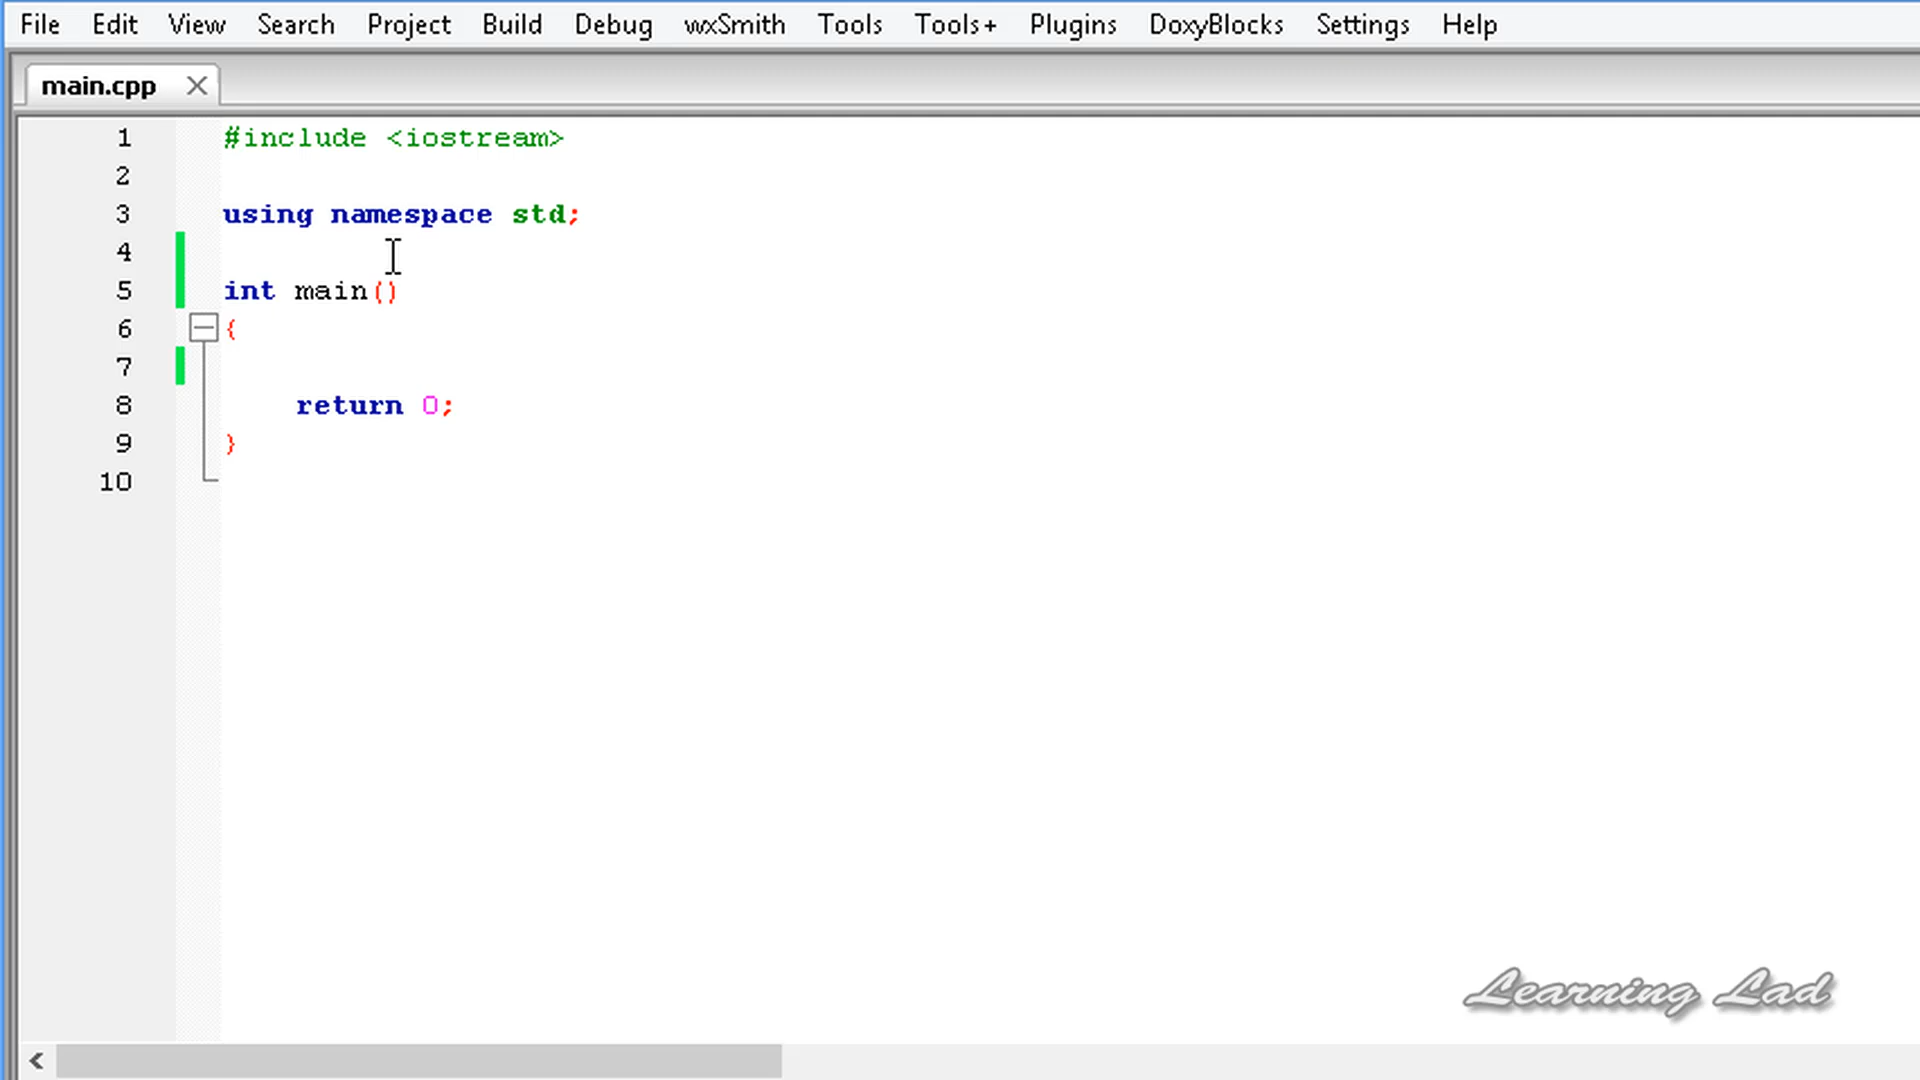 File Edit View Search Project Build Debug wxSmith Tools Tools+ Plugins DoxyBlocks Settings Help
main.cpp
1 #include <iostream>
2
3 using namespace std;
4
5 int main()
6 {
7
8 return 0;
9 }
10
Learning Lad